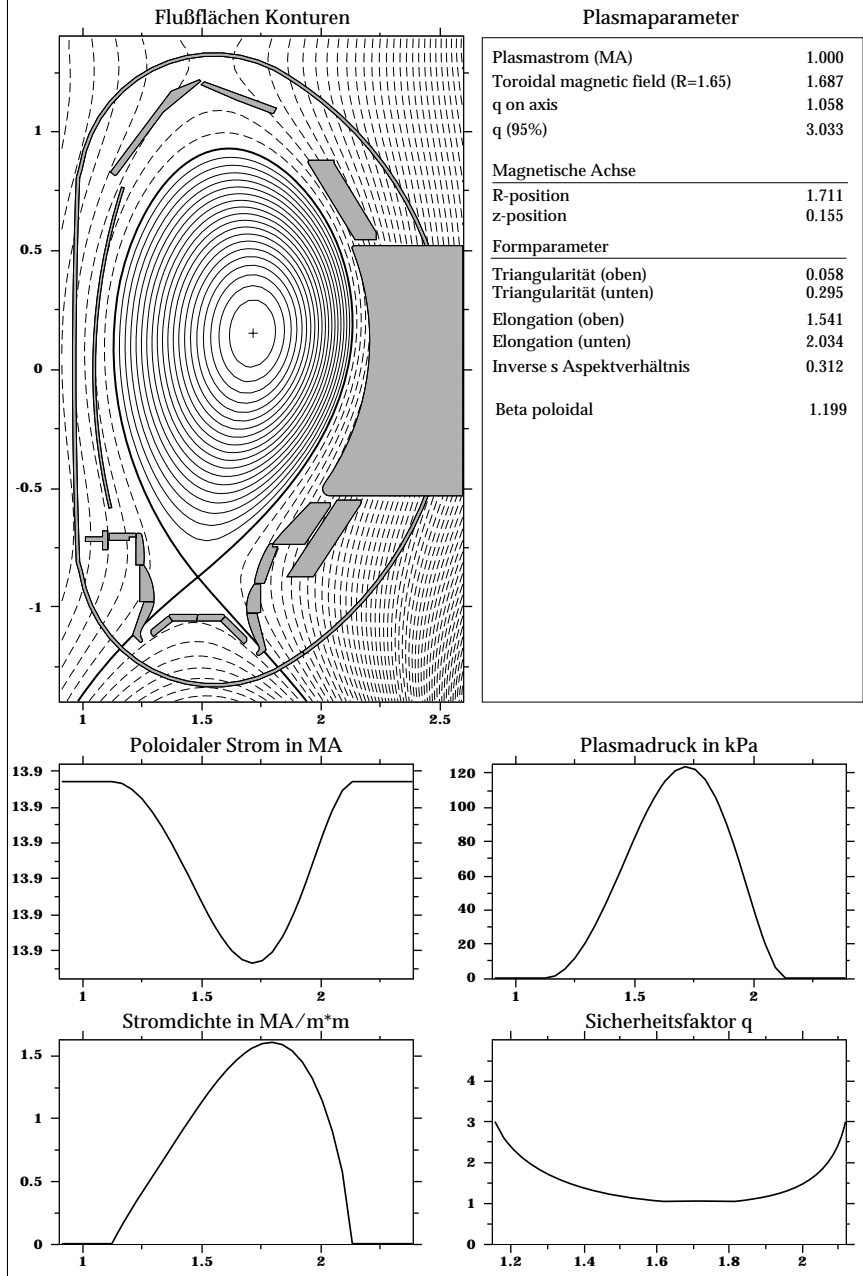 Flußflächen Konturen
1
0.5
0
-0.5
-1
1 1.5 2 2.5
Plasmaparameter
Plasmastrom (MA) 1.000
Toroidal magnetic field (R=1.65) 1.687
q on axis 1.058
q (95%) 3.033
Magnetische Achse
R-position 1.711
z-position 0.155
Formparameter
Triangularität (oben) 0.058
Triangularität (unten) 0.295
Elongation (oben) 1.541
Elongation (unten) 2.034
Inverse s Aspektverhältnis 0.312
Beta poloidal 1.199
Poloidaler Strom in MA
13.9
13.9
13.9
13.9
13.9
13.9
1 1.5 2
Plasmadruck in kPa
120
100
80
60
40
20
0
1 1.5 2
Stromdichte in MA/m*m
1.5
1
0.5
0
1 1.5 2
Sicherheitsfaktor q
4
3
2
1
0
1.2 1.4 1.6 1.8 2